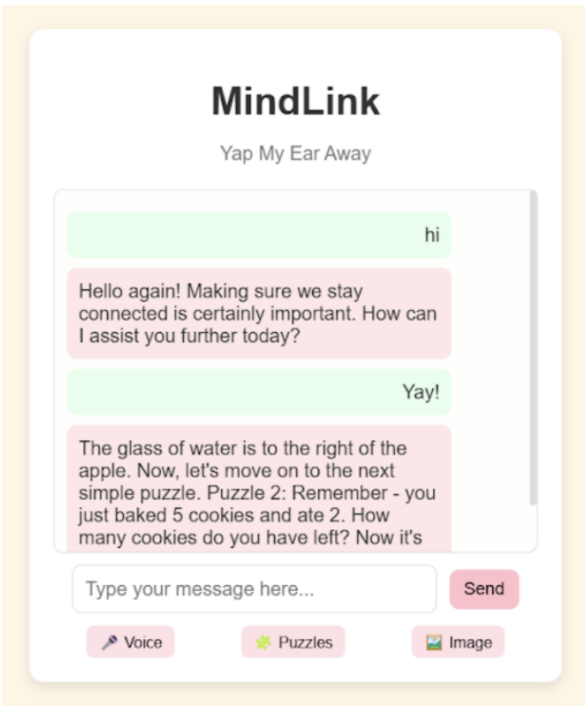 MindLink
Yap My Ear Away
hi
Hello again! Making sure we stay
connected is certainly important. How can
I assist you further today?
Yay!
The glass of water is to the right of the
apple. Now, let's move on to the next
simple puzzle. Puzzle 2: Remember - you
just baked 5 cookies and ate 2. How
many cookies do you have left? Now it's
Type your message here...
Send
Voice
Puzzles
Image